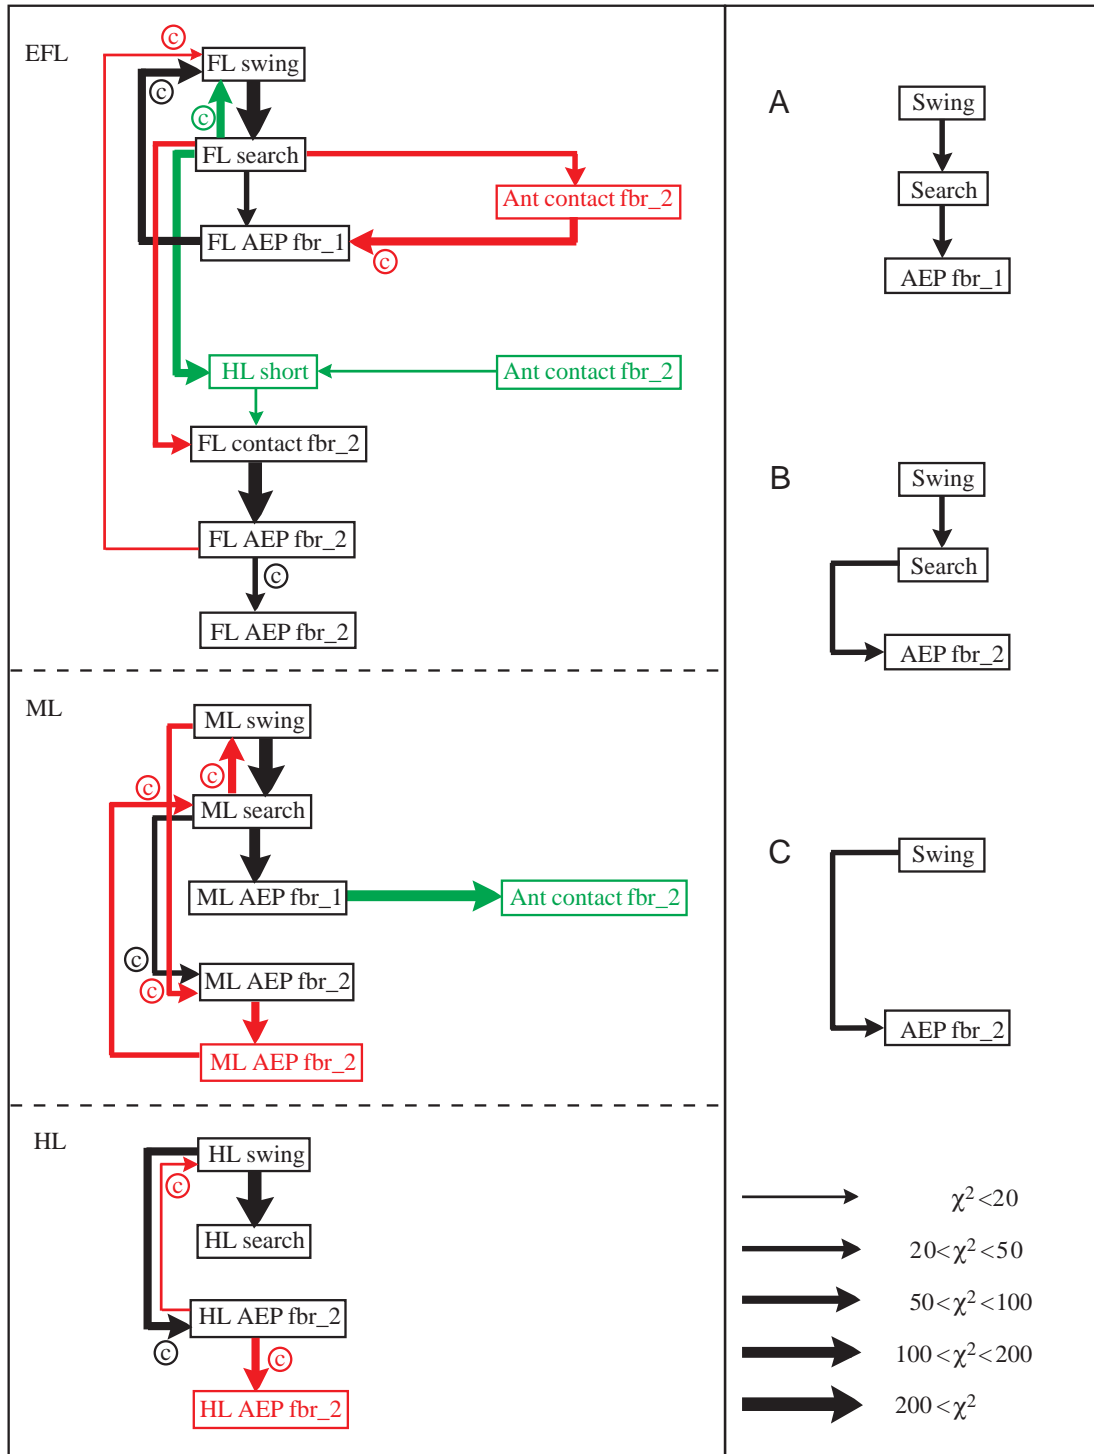 EFL
c
FL swing
c
c
FL search
Ant contact fbr_2
FL AEP fbr_1
c
HL short
Ant contact fbr_2
FL contact fbr_2
FL AEP fbr_2
c
FL AEP fbr_2
ML
ML swing
c
c
ML search
ML AEP fbr_1
Ant contact fbr_2
c
ML AEP fbr_2
c
ML AEP fbr_2
HL
HL swing
c
HL search
HL AEP fbr_2
c
c
HL AEP fbr_2
A
Swing
Search
AEP fbr_1
B
Swing
Search
AEP fbr_2
C
Swing
AEP fbr_2
χ² <20
20< χ² <50
50< χ² <100
100< χ² <200
200< χ²